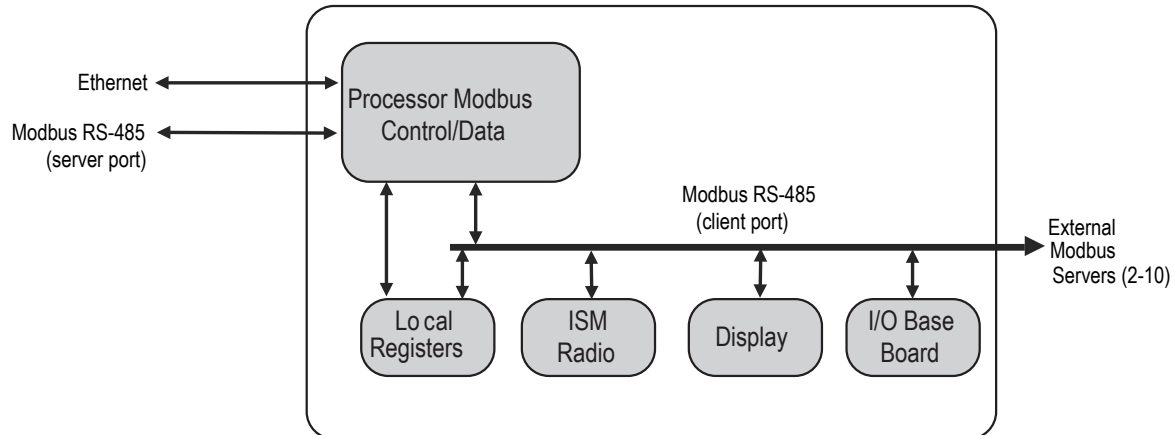 Ethernet
Modbus RS-485
(server port)
Processor Modbus
Control/Data
Modbus RS-485
(client port)
External
Modbus
Servers (2-10)
Lo cal
Registers
ISM
Radio
Display
I/O Base
Board